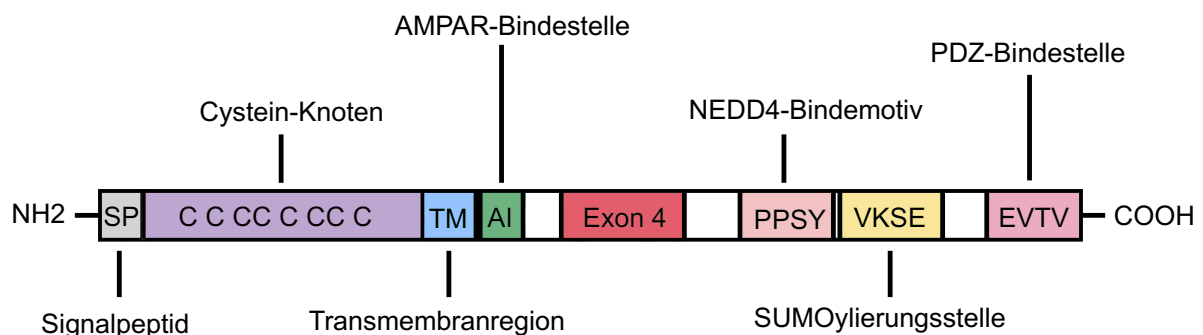 AMPAR-Bindestelle
PDZ-Bindestelle
Cystein-Knoten
NEDD4-Bindemotiv
NH2 SP C C CC C CC C TM AI Exon 4 PPSY VKSE EVTV COOH
Signalpeptid
Transmembranregion
SUMOylierungsstelle